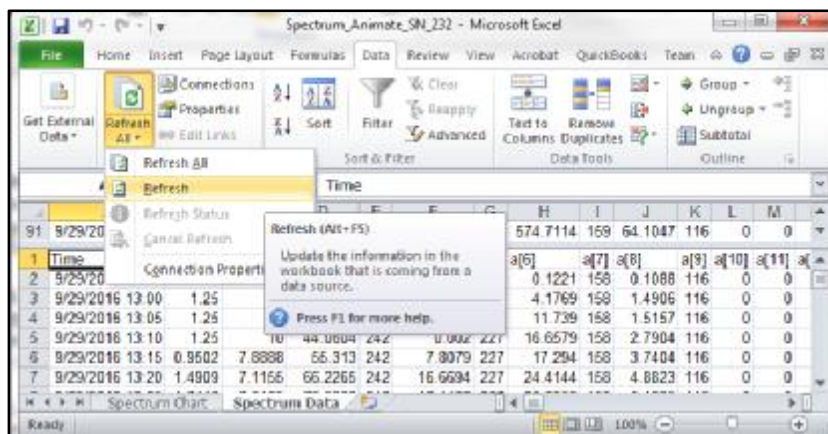 Spectrum_Animate_SN_232 - Microsoft Excel
File Home Insert Page Layout Formulas Data Review View Acrobat QuickBooks Team
Get External Data
Refresh All
Connections
Properties
Edit Links
Sort
Filter
Clear
Reapply
Advanced
Sort & Filter
Text to Columns
Remove Duplicates
Data Tools
Group
Ungroup
Subtotal
Outline
Refresh All
Refresh
Refresh Status
Cancel Refresh
Connection Properti
Time
Refresh (Alt+F5)
Update the information in the workbook that is coming from a data source.
Press F1 for more help.
H I J K L M
91 9/29/20 574.7114 159 64.1047 116 0 0
1 Time a[6] a[7] a[8] a[9] a[10] a[11]
2 9/29/20 0.1221 158 0.1088 116 0 0
3 9/29/2016 13:00 1.25 4.1769 158 1.4906 116 0 0
4 9/29/2016 13:05 1.25 11.739 158 1.5157 116 0 0
5 9/29/2016 13:10 1.25 10 44.0604 242 0.002 227 16.6579 158 2.7904 116 0 0
6 9/29/2016 13:15 0.9502 7.8888 55.313 242 7.8079 227 17.294 158 3.7404 116 0 0
7 9/29/2016 13:20 1.4909 7.1155 66.2265 242 16.6694 227 24.4144 158 4.8823 116 0 0
Spectrum Chart Spectrum Data
Ready 100%